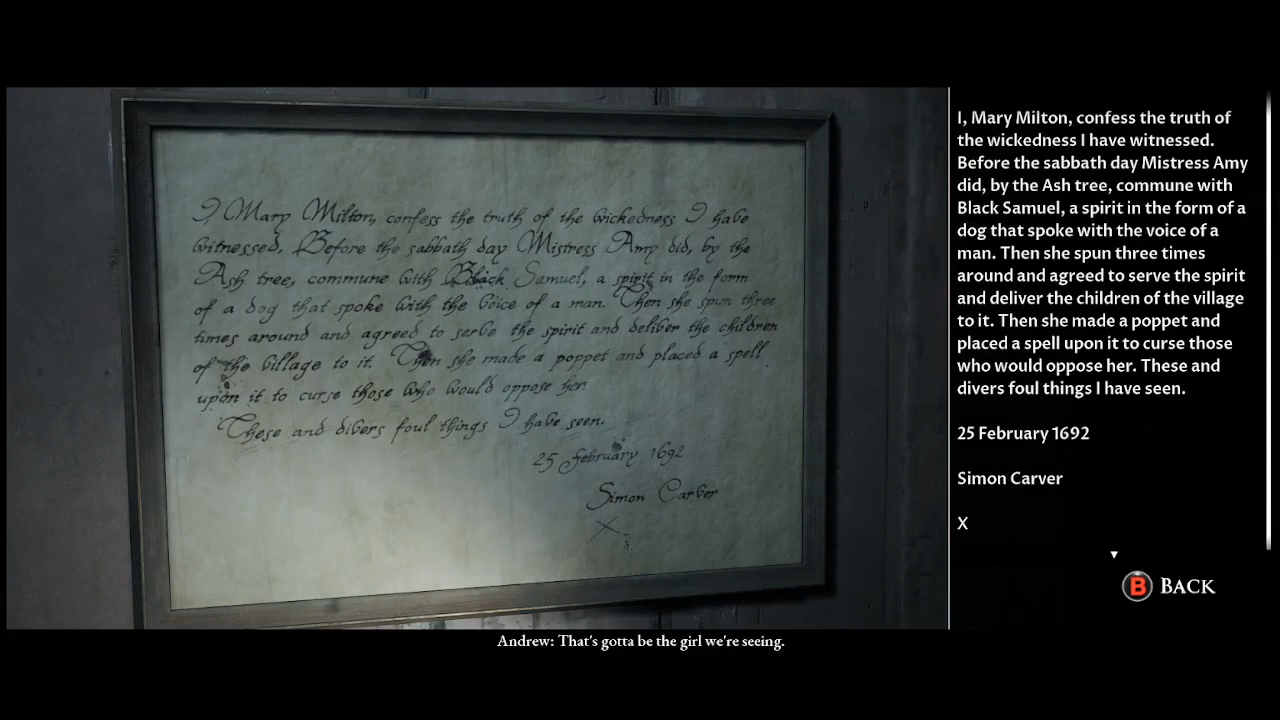 I, Mary Milton, confess the truth of the wickedness I have
witnessed. Before the sabbath day Mistress Amy did, by the
Ash tree, commune with Black Samuel, a spirit in the form
of a dog that spoke with the voice of a man. Then she spun three
times around and agreed to serve the spirit and deliver the children
of the village to it. Then she made a poppet and placed a spell
upon it to curse those who would oppose her.
These and divers foul things I have seen.
25 February 1692
Simon Carver
X
I, Mary Milton, confess the truth of
the wickedness I have witnessed.
Before the sabbath day Mistress Amy
did, by the Ash tree, commune with
Black Samuel, a spirit in the form of a
dog that spoke with the voice of a
man. Then she spun three times
around and agreed to serve the spirit
and deliver the children of the village
to it. Then she made a poppet and
placed a spell upon it to curse those
who would oppose her. These and
divers foul things I have seen.
25 February 1692
Simon Carver
X
B BACK
Andrew: That's gotta be the girl we're seeing.